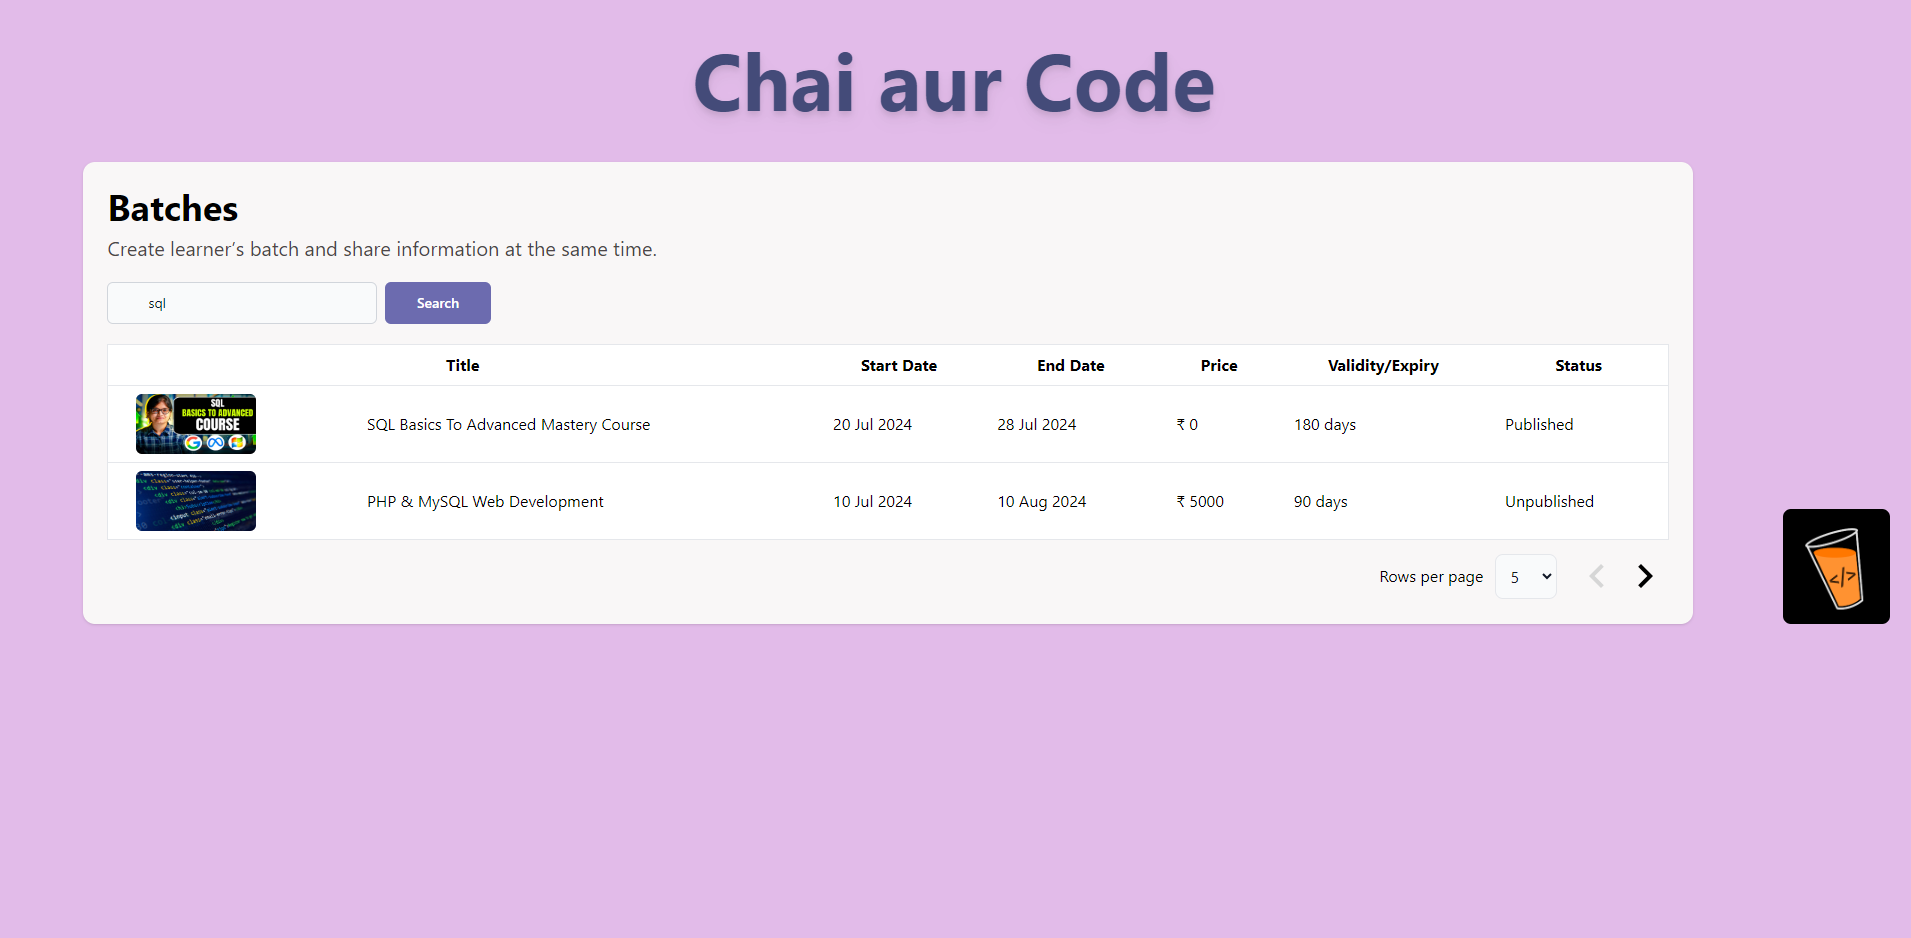 Chai aur Code
Batches
Create learner’s batch and share information at the same time.
sql Search
Title Start Date End Date Price Validity/Expiry Status
SQL
BASICS TO ADVANCED
COURSE
SQL Basics To Advanced Mastery Course 20 Jul 2024 28 Jul 2024 ₹ 0 180 days Published
PHP & MySQL Web Development 10 Jul 2024 10 Aug 2024 ₹ 5000 90 days Unpublished
Rows per page 5
</>